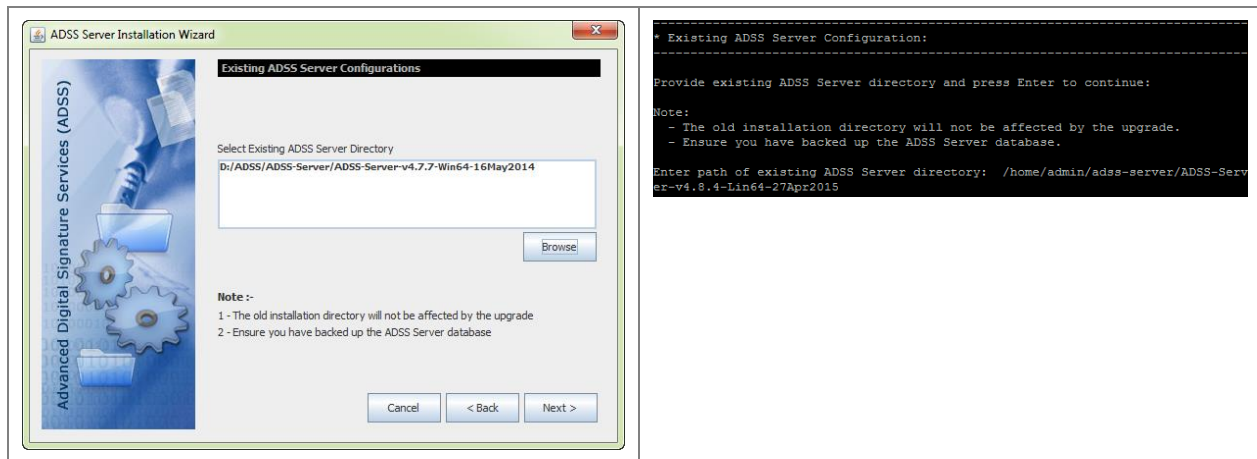 ADSS Server Installation Wizard
Advanced Digital Signature Services (ADSS)
Existing ADSS Server Configurations
Select Existing ADSS Server Directory
D:/ADSS/ADSS-Server/ADSS-Server-v4.7.7-Win64-16May2014
Browse
Note :-
1 - The old installation directory will not be affected by the upgrade
2 - Ensure you have backed up the ADSS Server database
Cancel
< Back
Next >
* Existing ADSS Server Configuration:
Provide existing ADSS Server directory and press Enter to continue:
Note:
- The old installation directory will not be affected by the upgrade.
- Ensure you have backed up the ADSS Server database.
Enter path of existing ADSS Server directory:  /home/admin/adss-server/ADSS-Serv
er-v4.8.4-Lin64-27Apr2015